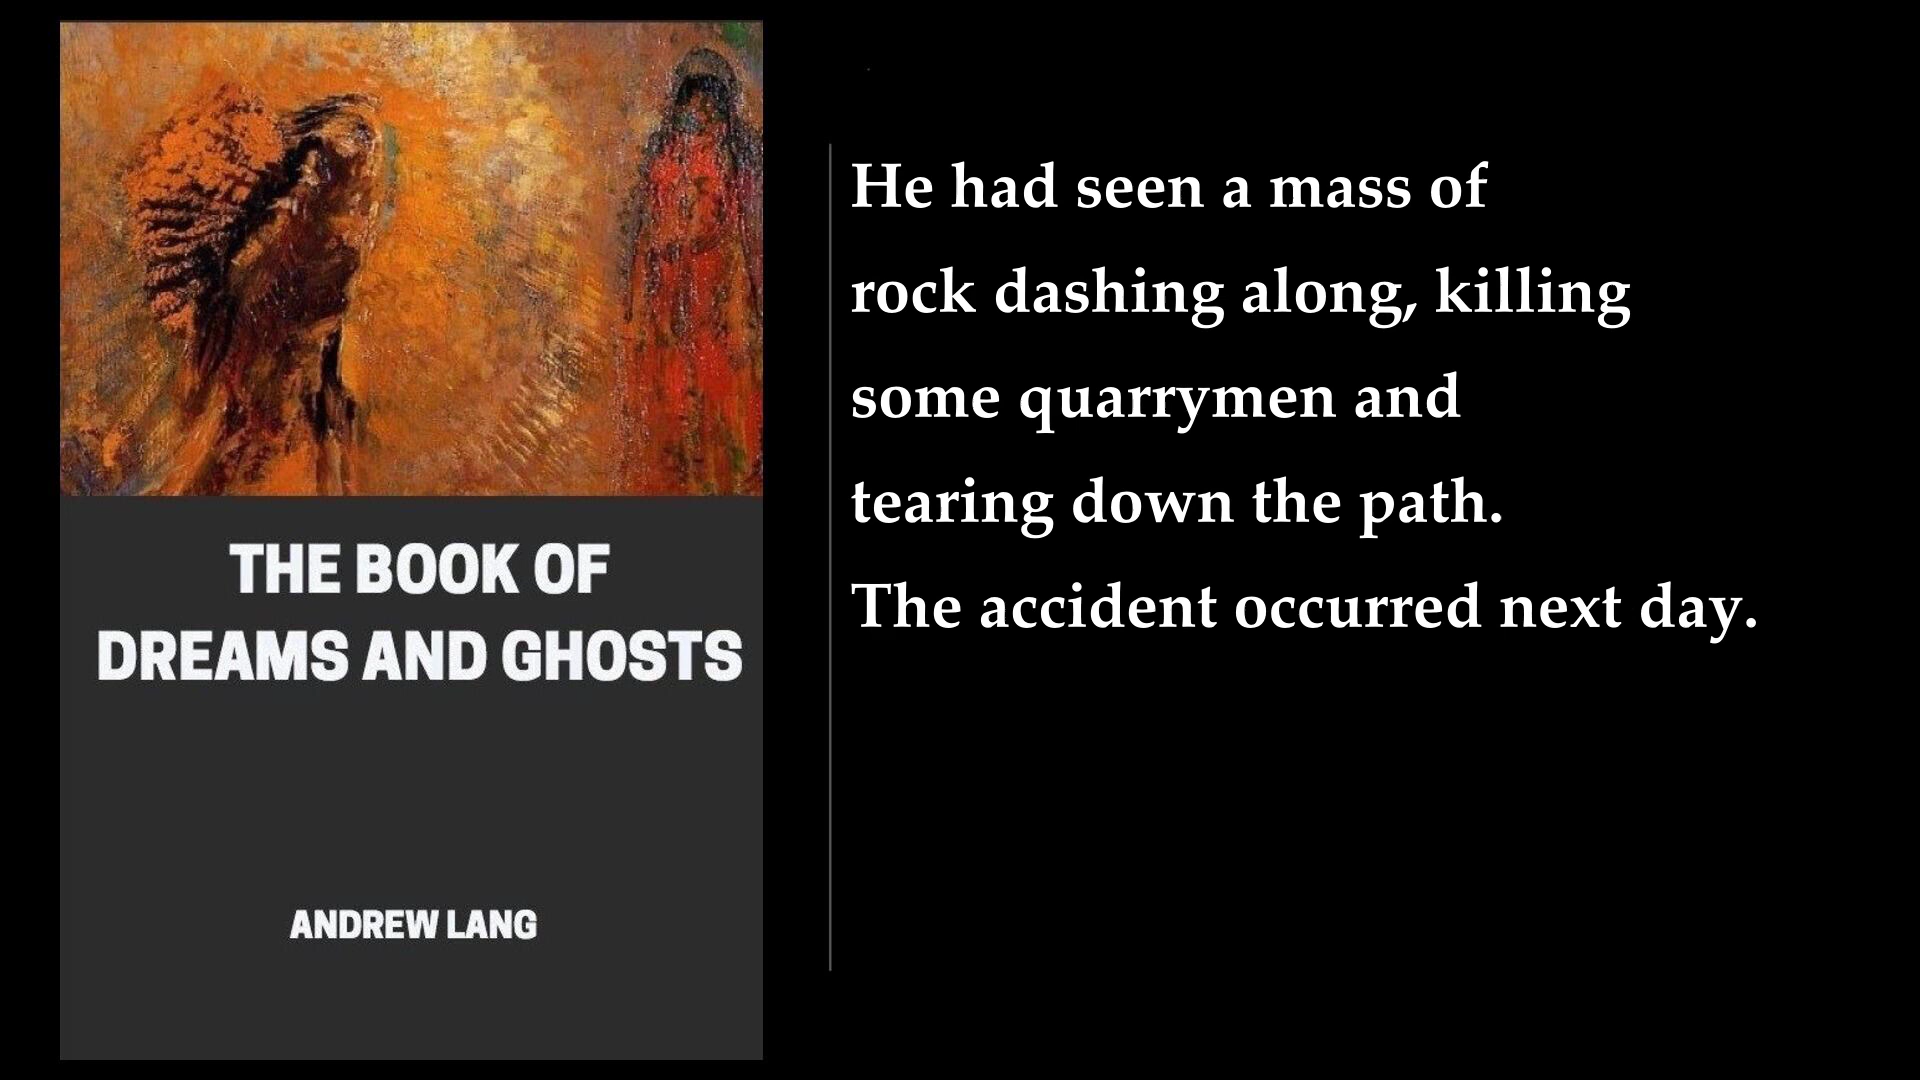 THE BOOK OF
DREAMS AND GHOSTS
ANDREW LANG
He had seen a mass of
rock dashing along, killing
some quarrymen and
tearing down the path.
The accident occurred next day.